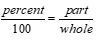 percent/100 = part/whole